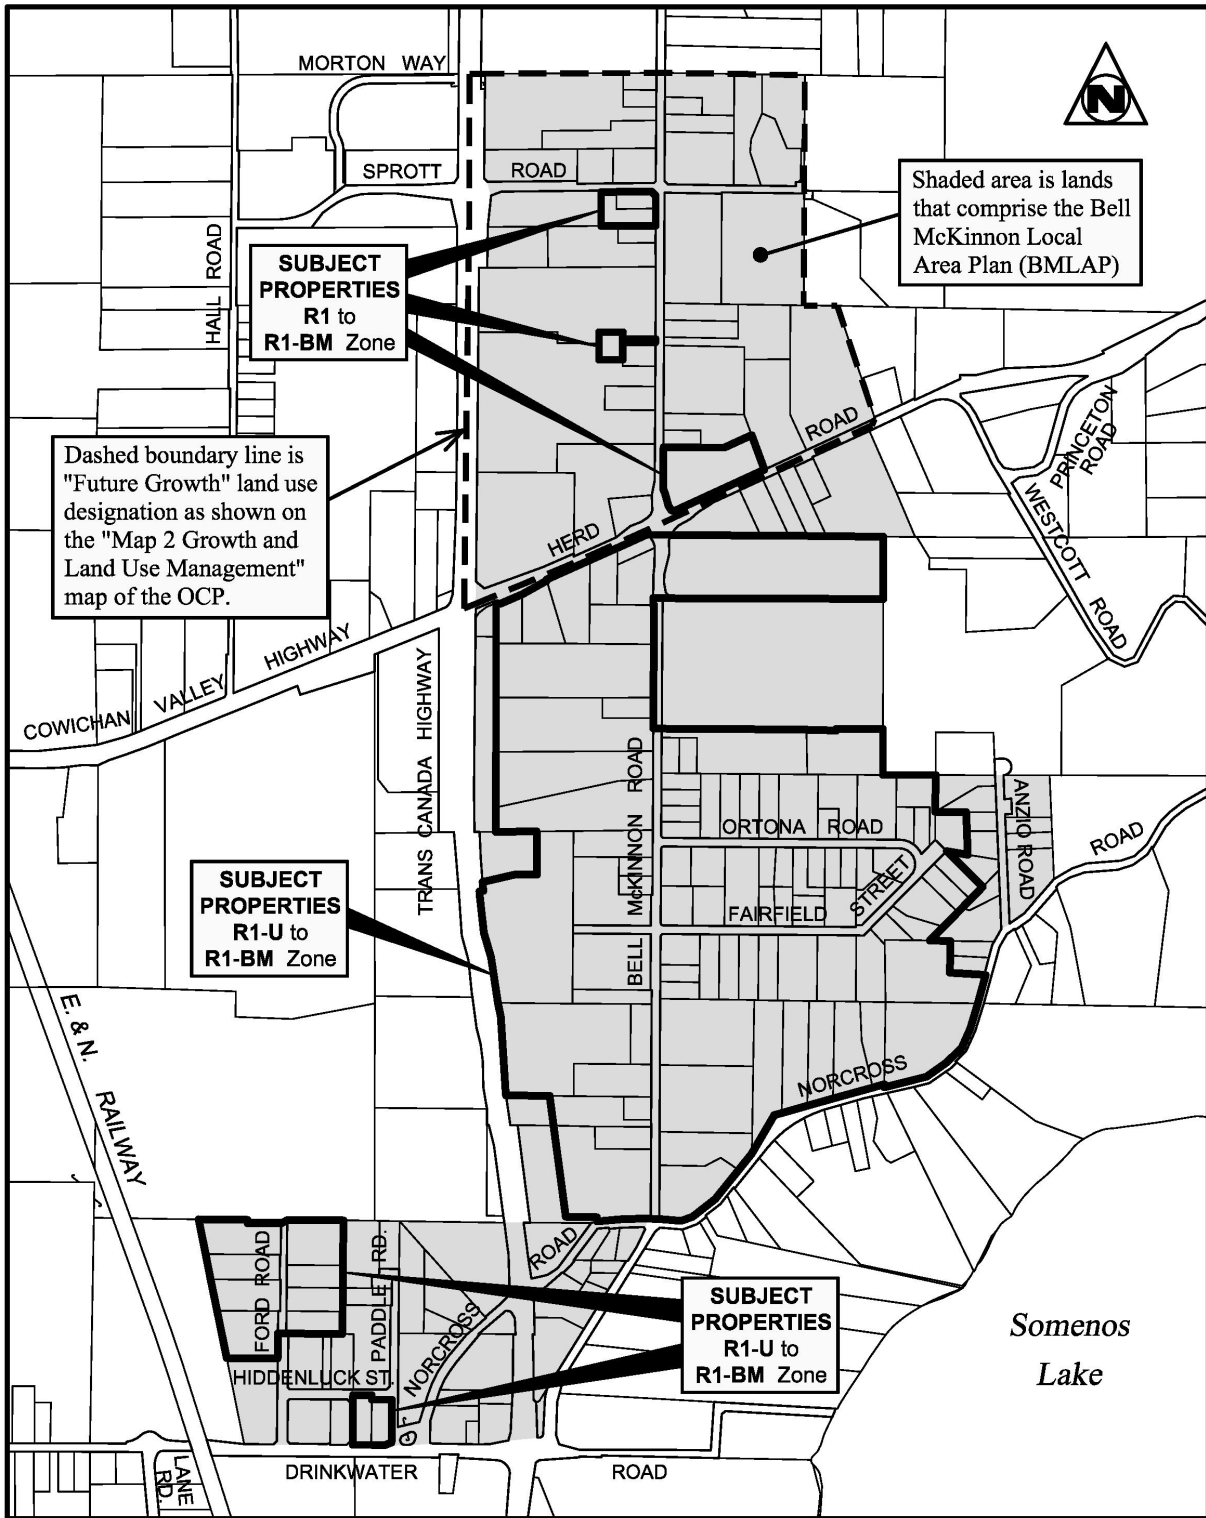 MORTON WAY
N
SPROTT ROAD
Shaded area is lands
that comprise the Bell
McKinnon Local
Area Plan (BMLAP)
HALL ROAD
SUBJECT
PROPERTIES
R1 to
R1-BM Zone
ROAD
PRINCETON
ROAD
Dashed boundary line is
"Future Growth" land use
designation as shown on
the "Map 2 Growth and
Land Use Management"
map of the OCP.
HERD
WESTCOTT ROAD
COWICHAN VALLEY HIGHWAY
TRANS CANADA HIGHWAY
BELL McKINNON ROAD
ORTONA ROAD
ANZIO ROAD
ROAD
STREET
FAIRFIELD
SUBJECT
PROPERTIES
R1-U to
R1-BM Zone
E. & N. RAILWAY
NORCROSS
FORD ROAD
PADDLE RD.
ROAD
NORCROSS
HIDDENLUCK ST.
SUBJECT
PROPERTIES
R1-U to
R1-BM Zone
Somenos
Lake
LANE
RD.
DRINKWATER ROAD